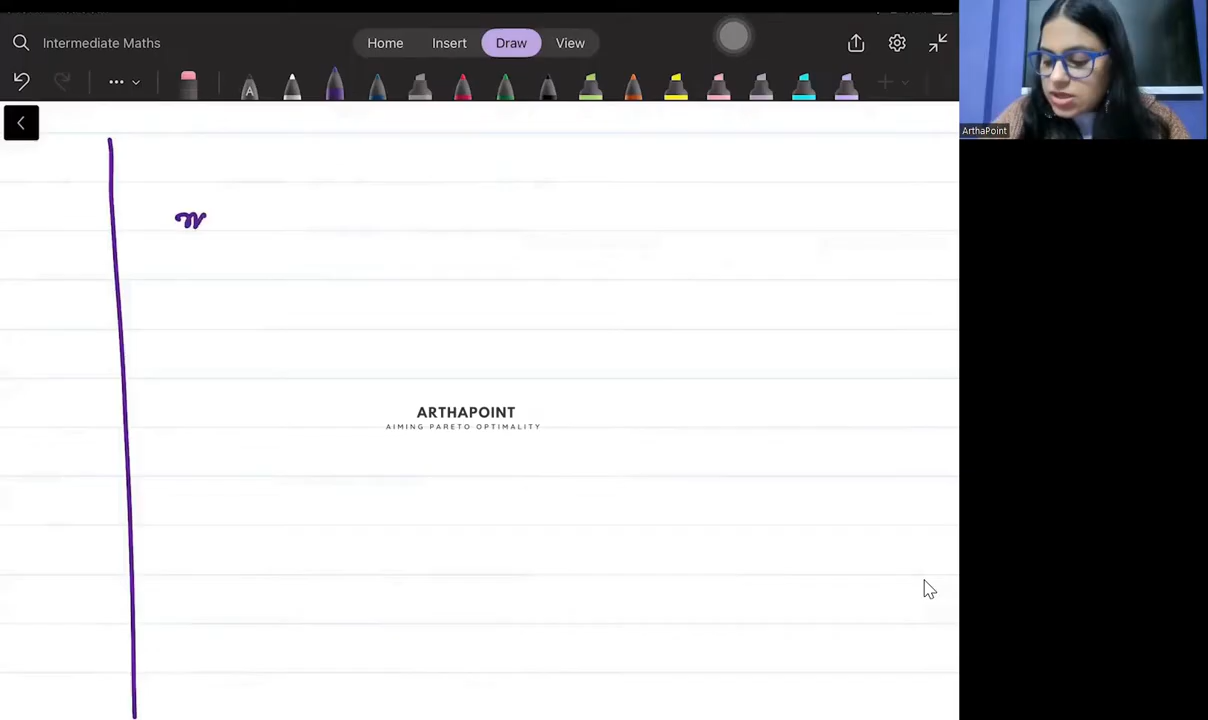 Intermediate Maths
Home Insert Draw View
A
ArthaPoint
ARTHAPOINT
AIMING PARETO OPTIMALITY